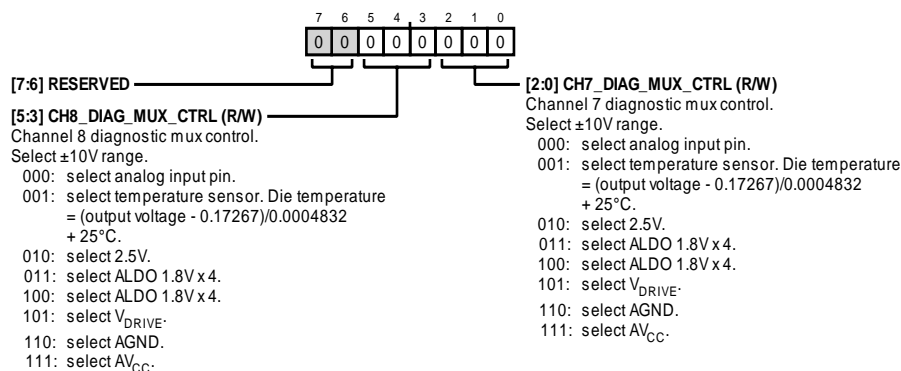 7 6 5 4 3 2 1 0
0 0 0 0 0 0 0 0
[7:6] RESERVED
[5:3] CH8_DIAG_MUX_CTRL (R/W)
Channel 8 diagnostic mux control.
Select ±10V range.
000: select analog input pin.
001: select temperature sensor. Die temperature
= (output voltage - 0.17267)/0.0004832
+ 25°C.
010: select 2.5V.
011: select ALDO 1.8V x 4.
100: select ALDO 1.8V x 4.
101: select VDRIVE.
110: select AGND.
111: select AVCC.
[2:0] CH7_DIAG_MUX_CTRL (R/W)
Channel 7 diagnostic mux control.
Select ±10V range.
000: select analog input pin.
001: select temperature sensor. Die temperature
= (output voltage - 0.17267)/0.0004832
+ 25°C.
010: select 2.5V.
011: select ALDO 1.8V x 4.
100: select ALDO 1.8V x 4.
101: select VDRIVE.
110: select AGND.
111: select AVCC.